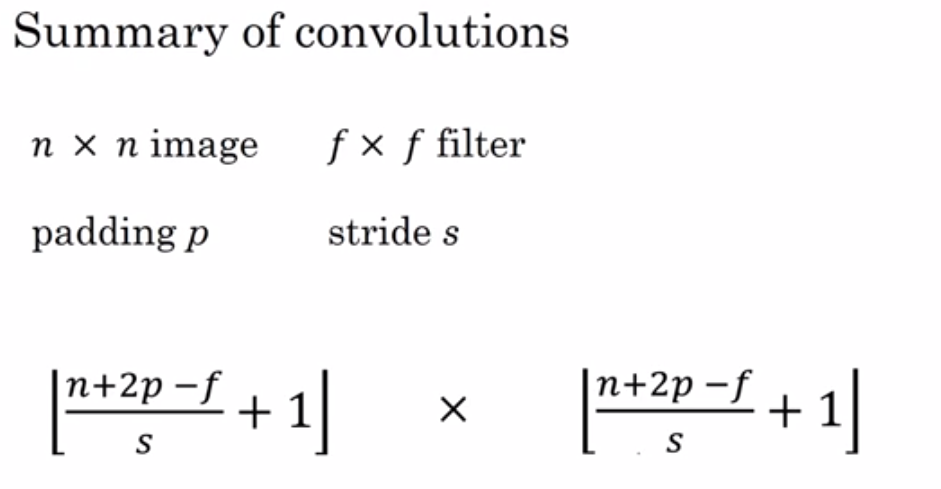 Summary of convolutions
n × n image f × f filter
padding p stride s
⌊(n+2p −f)/s + 1⌋ × ⌊(n+2p −f)/s + 1⌋